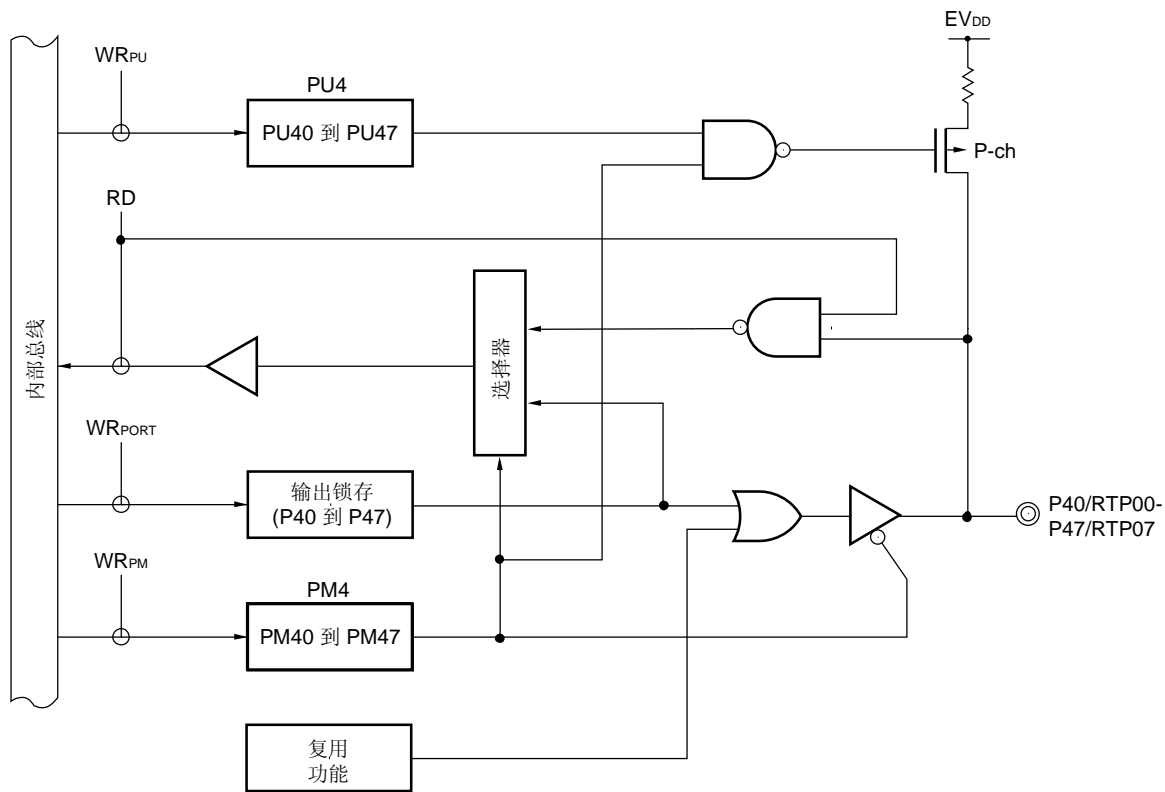 EVDD
WRPU
PU4
PU40 到 PU47
P-ch
RD
内部总线
选择器
WRPORT
输出锁存
(P40 到 P47)
P40/RTP00-
P47/RTP07
WRPM
PM4
PM40 到 PM47
复用
功能